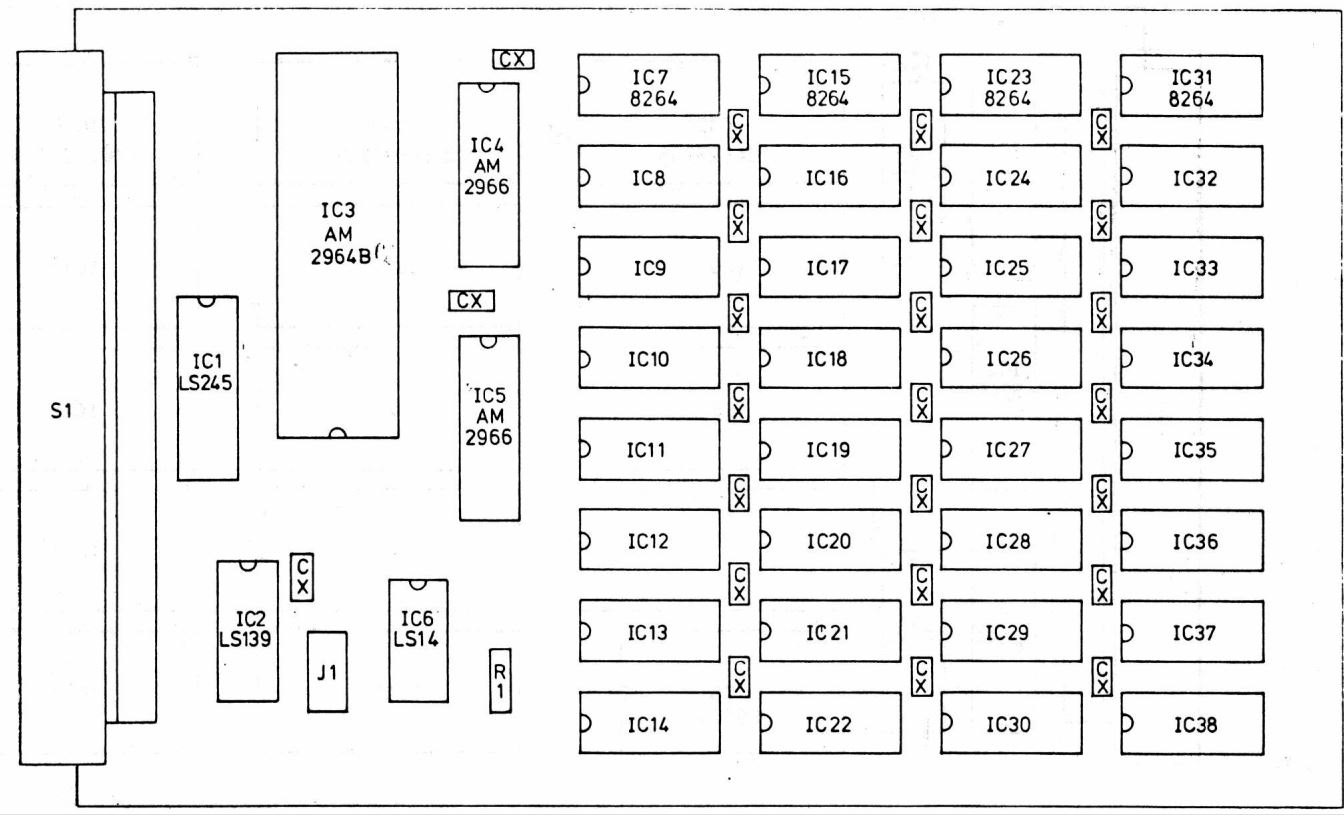 S1
IC1
LS245
IC2
LS139
CX
J1
IC3
AM
2964B
IC6
LS14
CX
IC4
AM
2966
CX
IC5
AM
2966
R1
IC7
8264
IC8
IC9
IC10
IC11
IC12
IC13
IC14
CX
CX
CX
CX
CX
CX
CX
IC15
8264
IC16
IC17
IC18
IC19
IC20
IC21
IC22
CX
CX
CX
CX
CX
CX
CX
IC23
8264
IC24
IC25
IC26
IC27
IC28
IC29
IC30
CX
CX
CX
CX
CX
CX
CX
IC31
8264
IC32
IC33
IC34
IC35
IC36
IC37
IC38